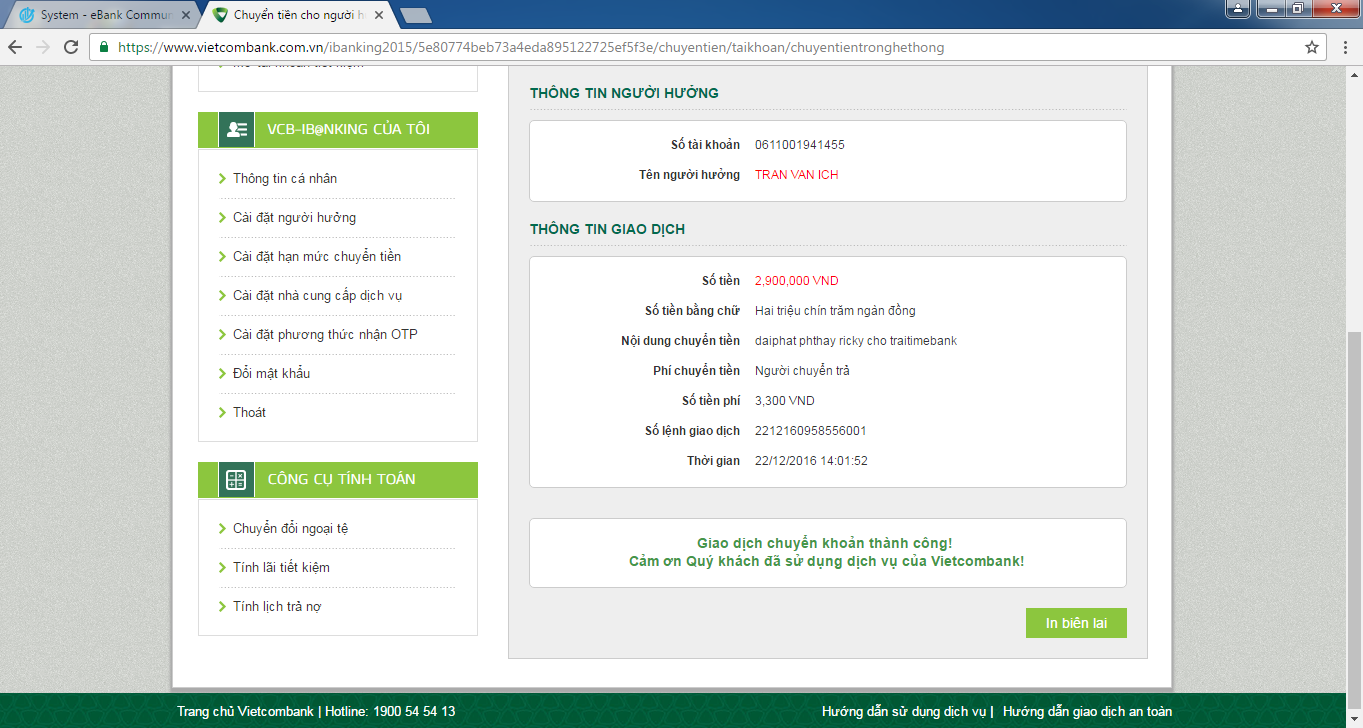 System - eBank Commun
Chuyển tiền cho người h
https://www.vietcombank.com.vn/ibanking2015/5e80774beb73a4eda895122725ef5f3e/chuyentien/taikhoan/chuyentientronghethong
VCB-IB@NKING CỦA TÔI
Thông tin cá nhân
Cài đặt người hưởng
Cài đặt hạn mức chuyển tiền
Cài đặt nhà cung cấp dịch vụ
Cài đặt phương thức nhận OTP
Đổi mật khẩu
Thoát
CÔNG CỤ TÍNH TOÁN
Chuyển đổi ngoại tệ
Tính lãi tiết kiệm
Tính lịch trả nợ
THÔNG TIN NGƯỜI HƯỞNG
Số tài khoản 0611001941455
Tên người hưởng TRAN VAN ICH
THÔNG TIN GIAO DỊCH
Số tiền 2,900,000 VND
Số tiền bằng chữ Hai triệu chín trăm ngàn đồng
Nội dung chuyển tiền daiphat phthay ricky cho traitimebank
Phí chuyển tiền Người chuyển trả
Số tiền phí 3,300 VND
Số lệnh giao dịch 2212160958556001
Thời gian 22/12/2016 14:01:52
Giao dịch chuyển khoản thành công!
Cảm ơn Quý khách đã sử dụng dịch vụ của Vietcombank!
In biên lai
Trang chủ Vietcombank | Hotline: 1900 54 54 13
Hướng dẫn sử dụng dịch vụ | Hướng dẫn giao dịch an toàn